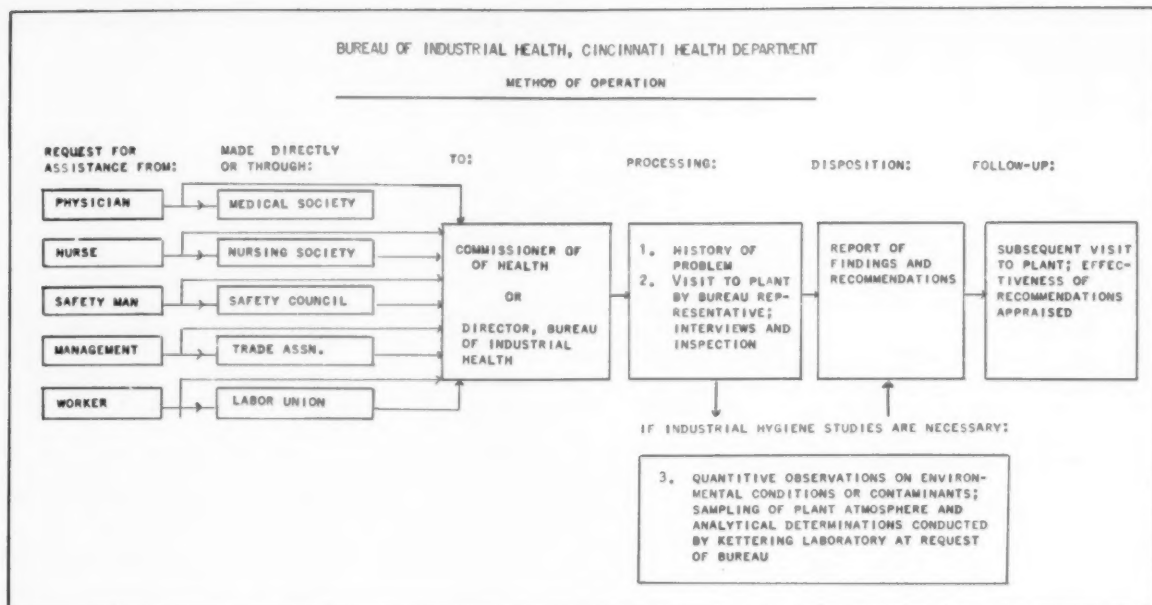 BUREAU OF INDUSTRIAL HEALTH, CINCINNATI HEALTH DEPARTMENT
METHOD OF OPERATION
REQUEST FOR
ASSISTANCE FROM:
MADE DIRECTLY
OR THROUGH:
TO:
PROCESSING:
DISPOSITION:
FOLLOW-UP:
PHYSICIAN
MEDICAL SOCIETY
NURSE
NURSING SOCIETY
SAFETY MAN
SAFETY COUNCIL
MANAGEMENT
TRADE ASSN.
WORKER
LABOR UNION
COMMISSIONER OF
OF HEALTH
OR
DIRECTOR, BUREAU
OF INDUSTRIAL
HEALTH
1. HISTORY OF
PROBLEM
2. VISIT TO PLANT
BY BUREAU REP-
RESENTATIVE;
INTERVIEWS AND
INSPECTION
REPORT OF
FINDINGS AND
RECOMMENDATIONS
SUBSEQUENT VISIT
TO PLANT; EFFEC-
TIVENESS OF
RECOMMENDATIONS
APPRAISED
IF INDUSTRIAL HYGIENE STUDIES ARE NECESSARY:
3. QUANTITIVE OBSERVATIONS ON ENVIRON-
MENTAL CONDITIONS OR CONTAMINANTS;
SAMPLING OF PLANT ATMOSPHERE AND
ANALYTICAL DETERMINATIONS CONDUCTED
BY KETTERING LABORATORY AT REQUEST
OF BUREAU